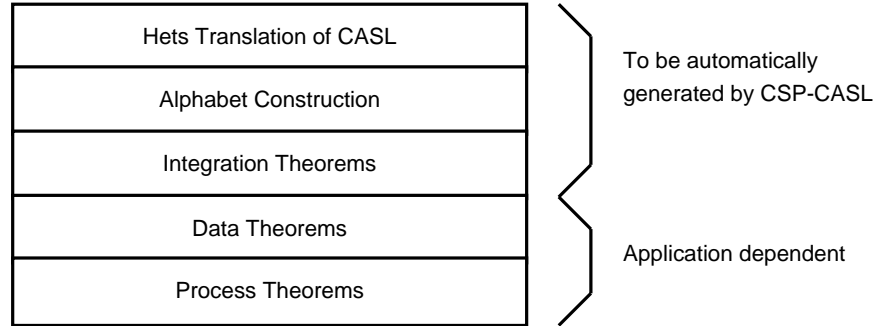 Hets Translation of CASL
Alphabet Construction
Integration Theorems
Data Theorems
Process Theorems
To be automatically
generated by CSP-CASL
Application dependent